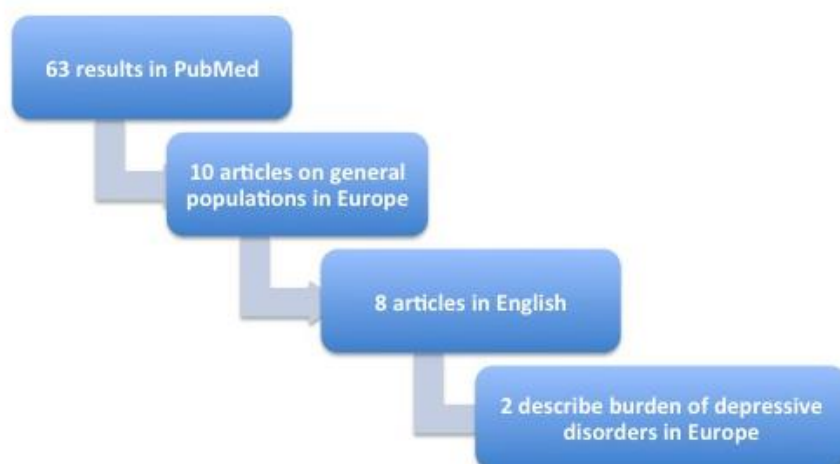 63 results in PubMed
10 articles on general
populations in Europe
8 articles in English
2 describe burden of depressive
disorders in Europe